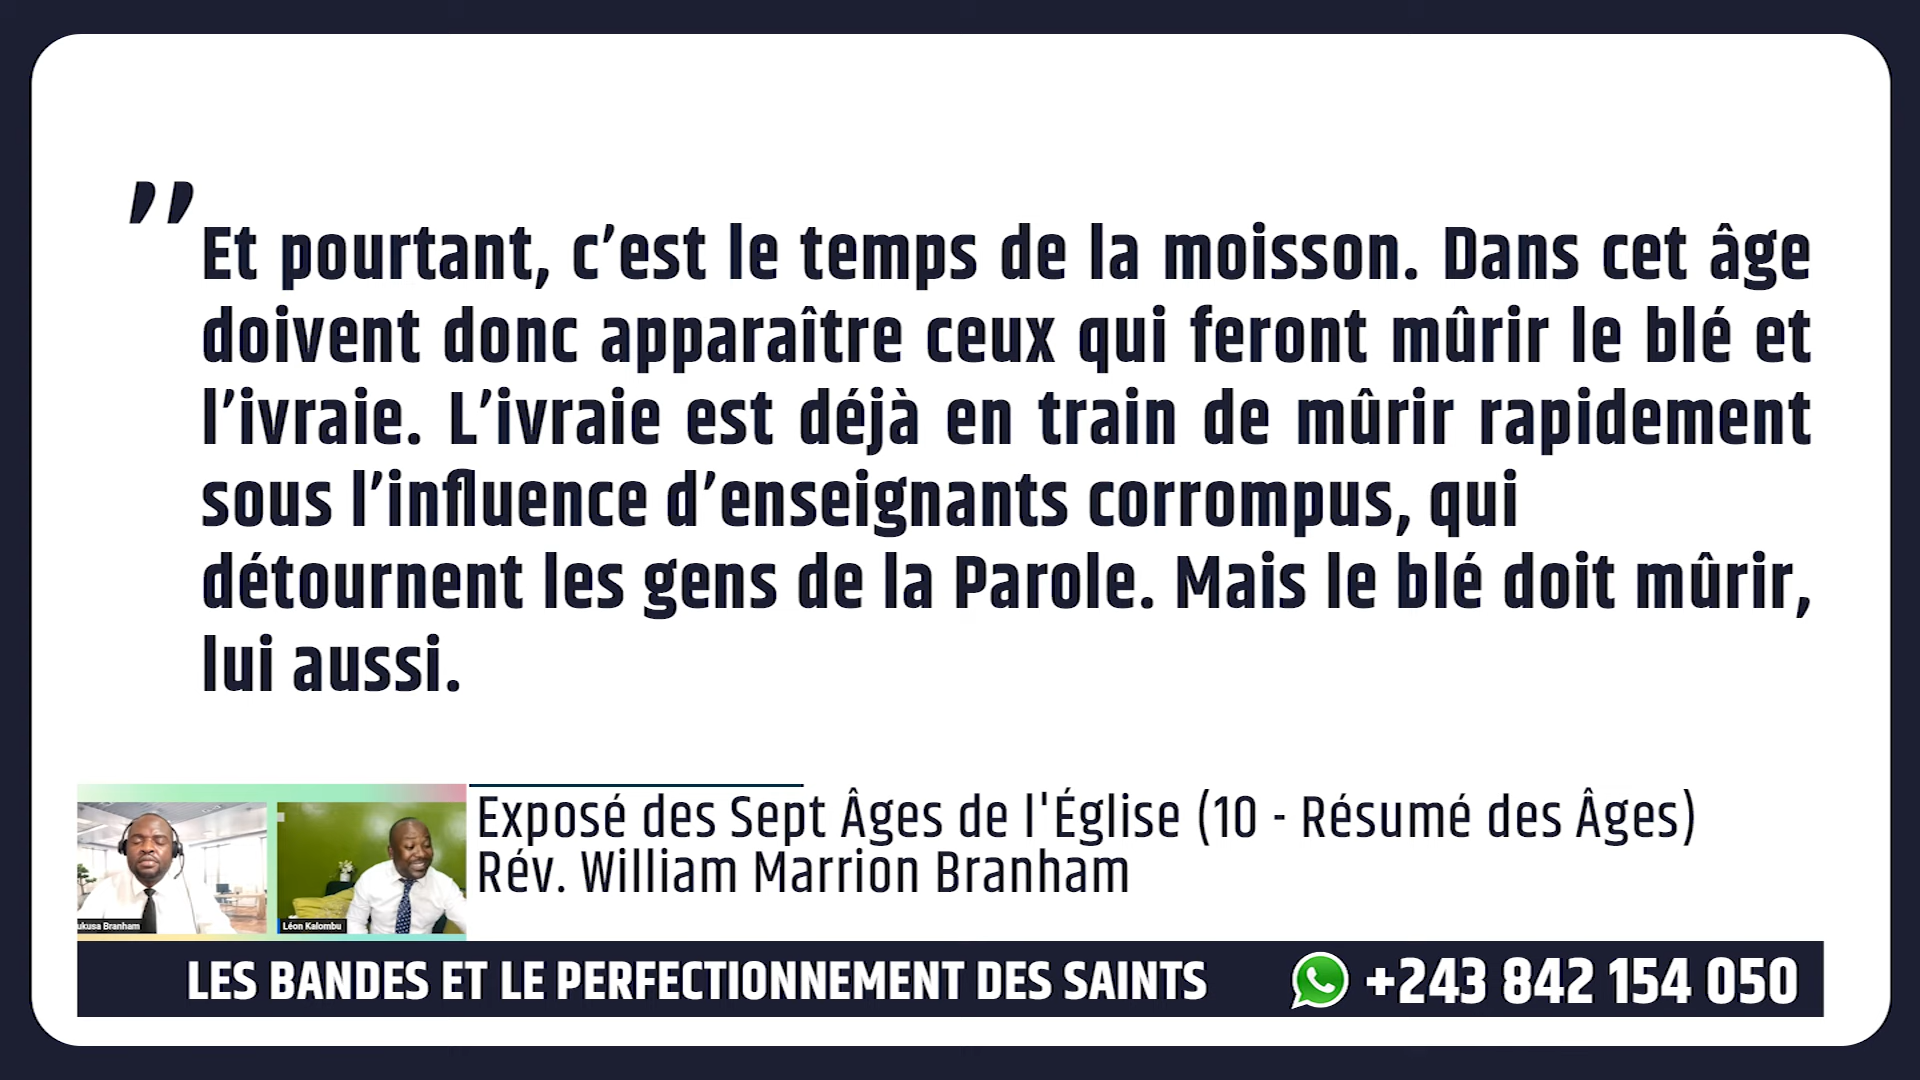 ”
Et pourtant, c’est le temps de la moisson. Dans cet âge
doivent donc apparaître ceux qui feront mûrir le blé et
l’ivraie. L’ivraie est déjà en train de mûrir rapidement
sous l’influence d’enseignants corrompus, qui
détournent les gens de la Parole. Mais le blé doit mûrir,
lui aussi.
Exposé des Sept Âges de l'Église (10 - Résumé des Âges)
Rév. William Marrion Branham
ukusa Branham
Léon Kalombu
LES BANDES ET LE PERFECTIONNEMENT DES SAINTS
+243 842 154 050